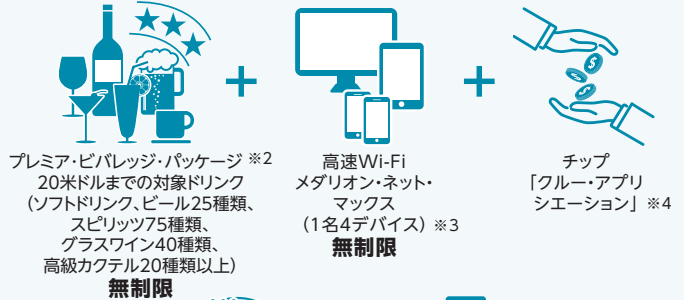 プレミア・ビバレッジ・パッケージ ※2
20米ドルまでの対象ドリンク
(ソフトドリンク、ビール25種類、
スピリッツ75種類、
グラスワイン40種類、
高級カクテル20種類以上)
無制限
高速Wi-Fi
メダリオン・ネット・
マックス
(1名4デバイス) ※3
無制限
チップ
「クルー・アプリ
シエーション」 ※4